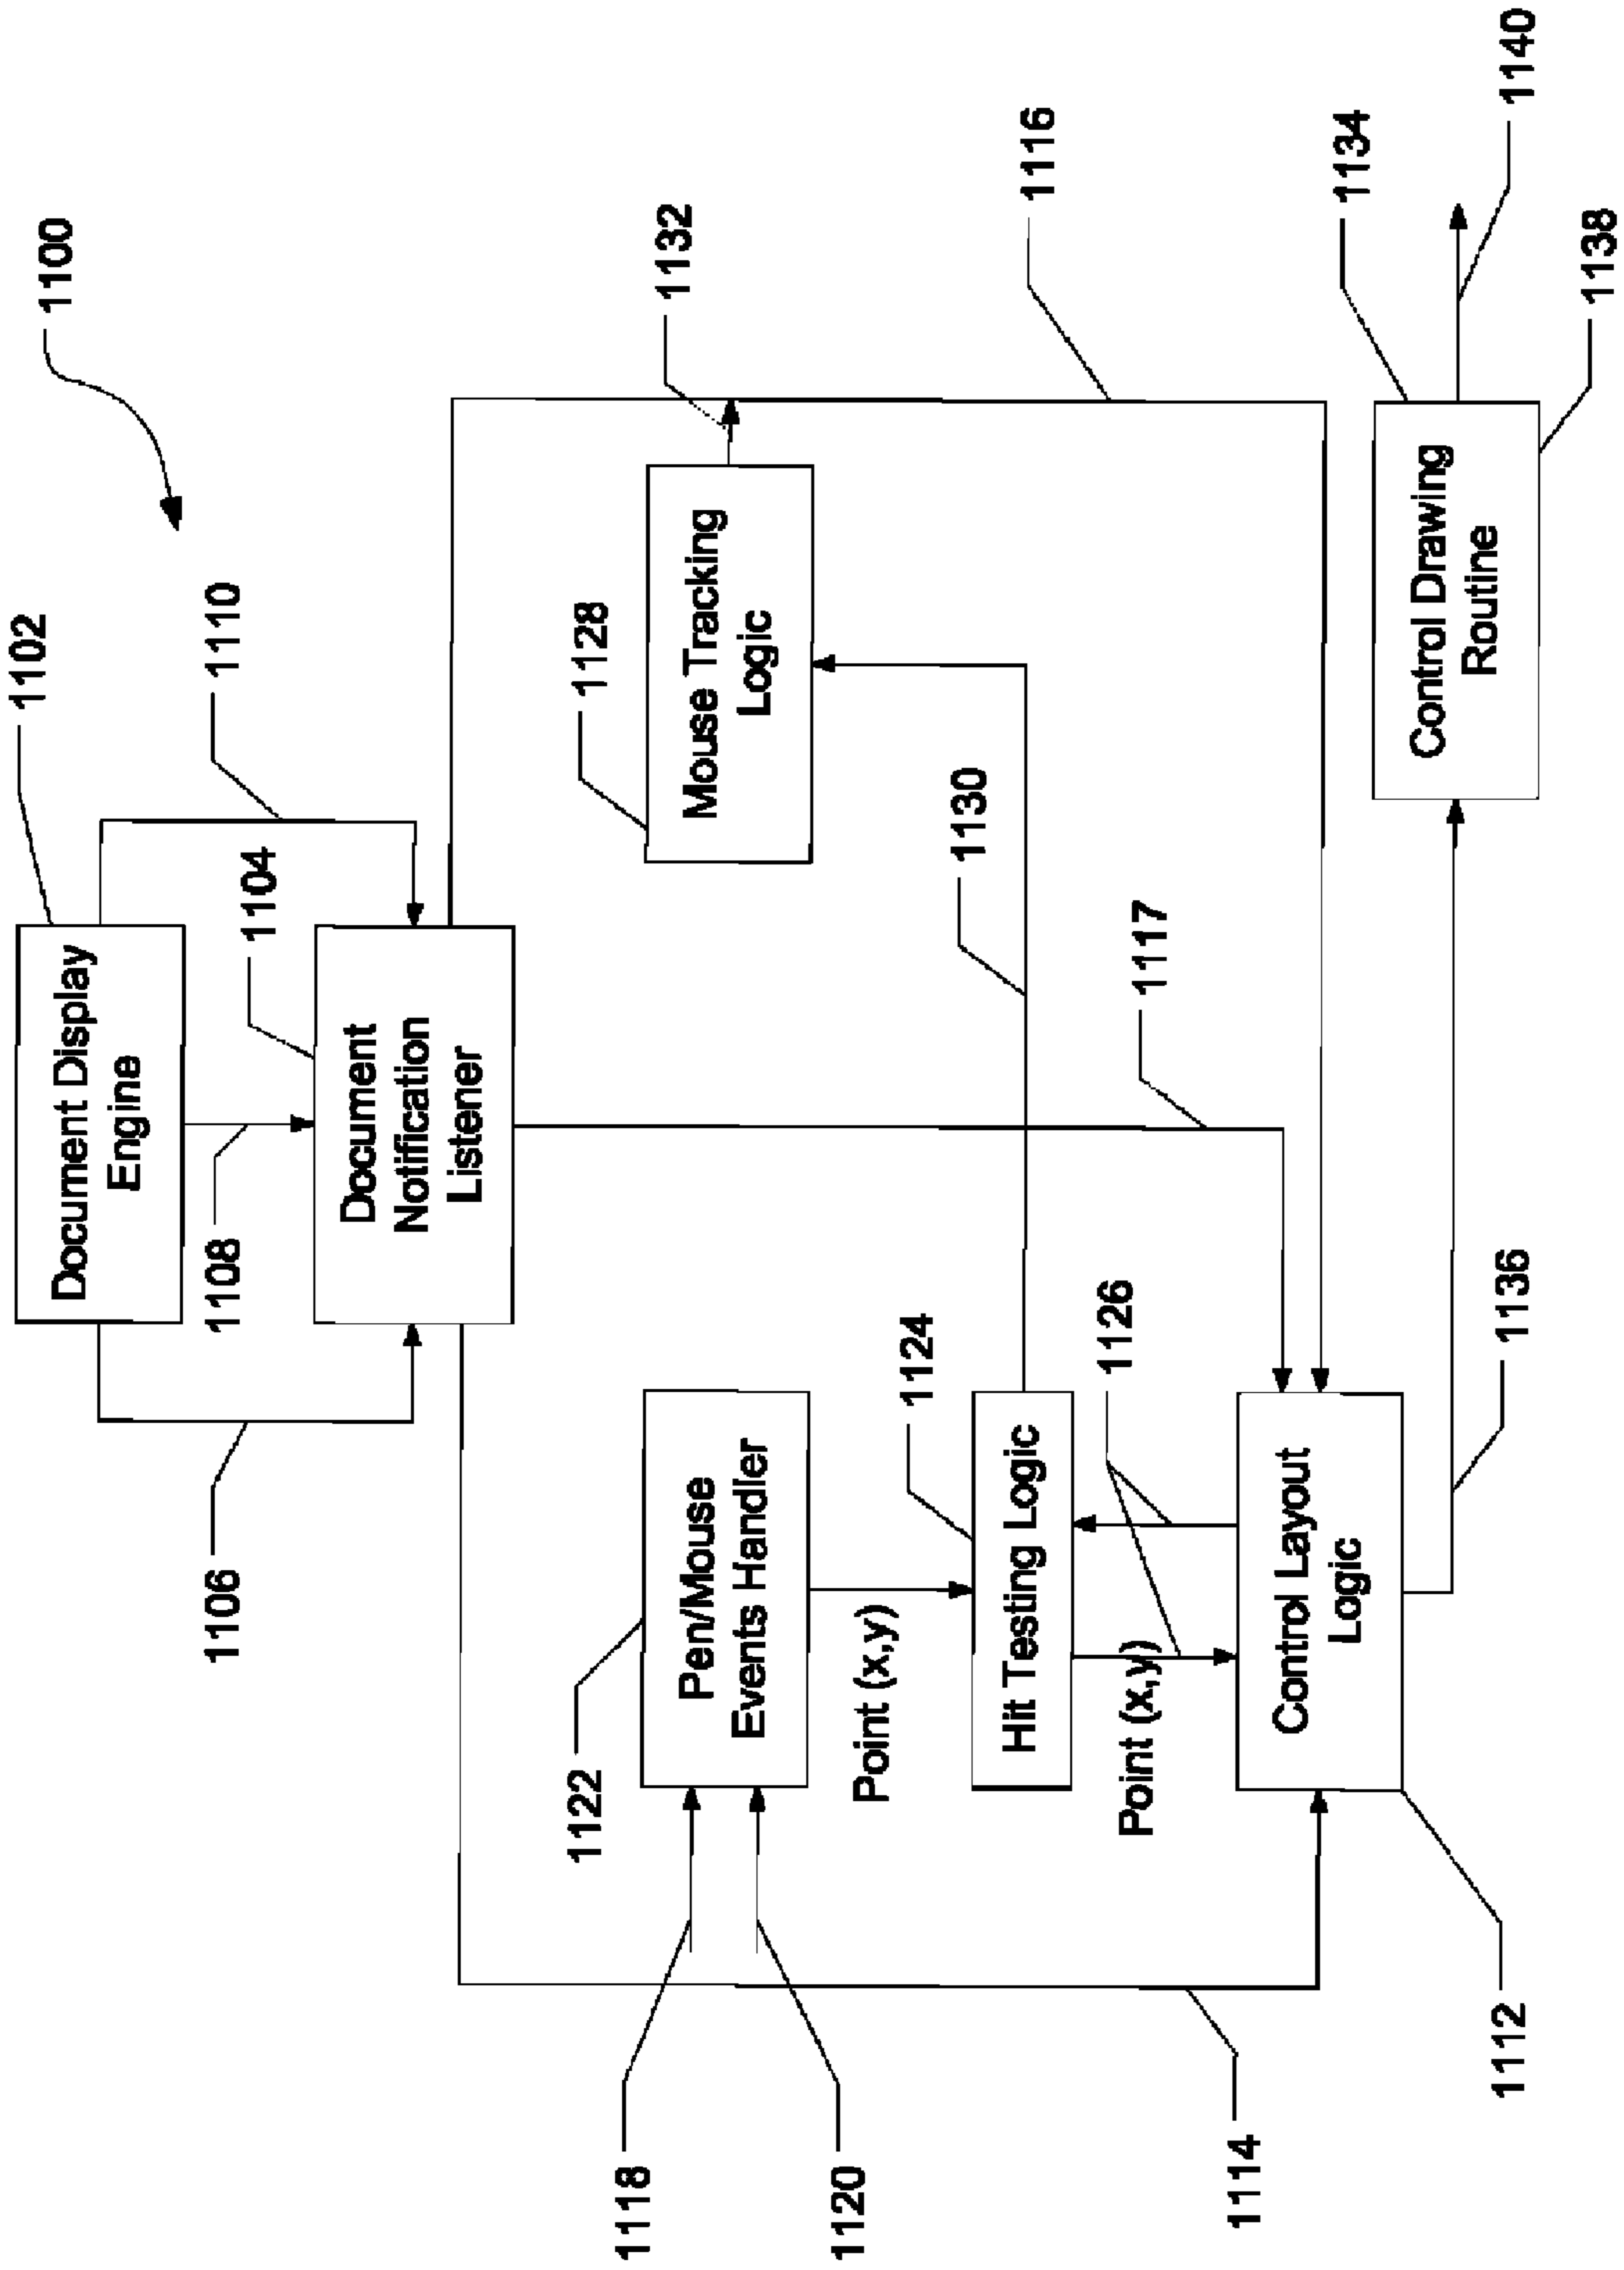 1100
1102
Document Display
Engine
1110
1108
1106
1104
Document
Notification
Listener
1122
Pen/Mouse
Events Handler
1118
1120
Point (x,y)
1128
Mouse Tracking
Logic
1132
1124
Hit Testing Logic
1130
1126
Point (x,y)
1117
1116
Control Layout
Logic
1114
1112
1136
1134
Control Drawing
Routine
1138
1140